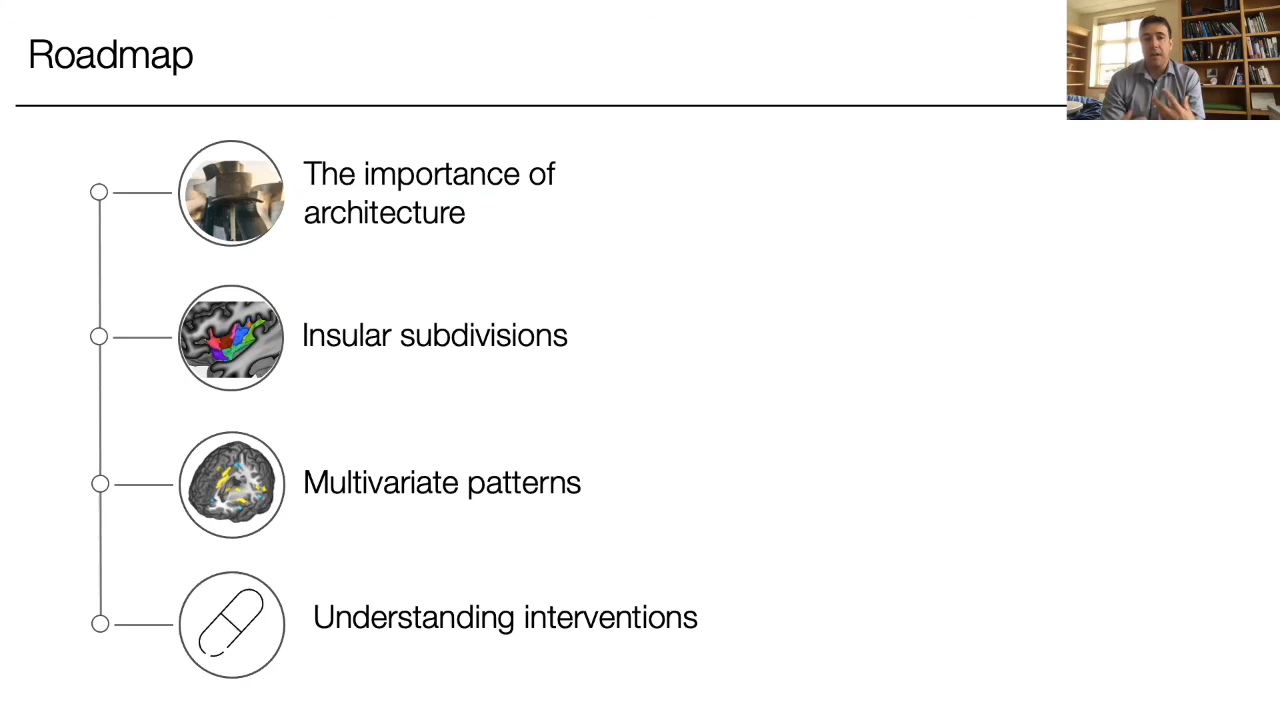 Roadmap
The importance of
architecture
Insular subdivisions
Multivariate patterns
Understanding interventions